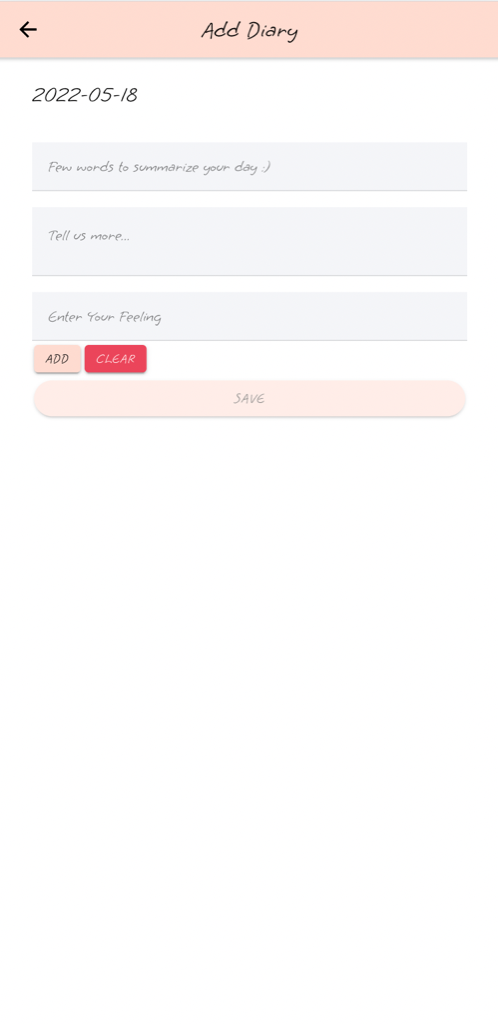 Add Diary
2022-05-18
Few words to summarize your day :)
Tell us more...
Enter Your Feeling
ADD CLEAR
SAVE